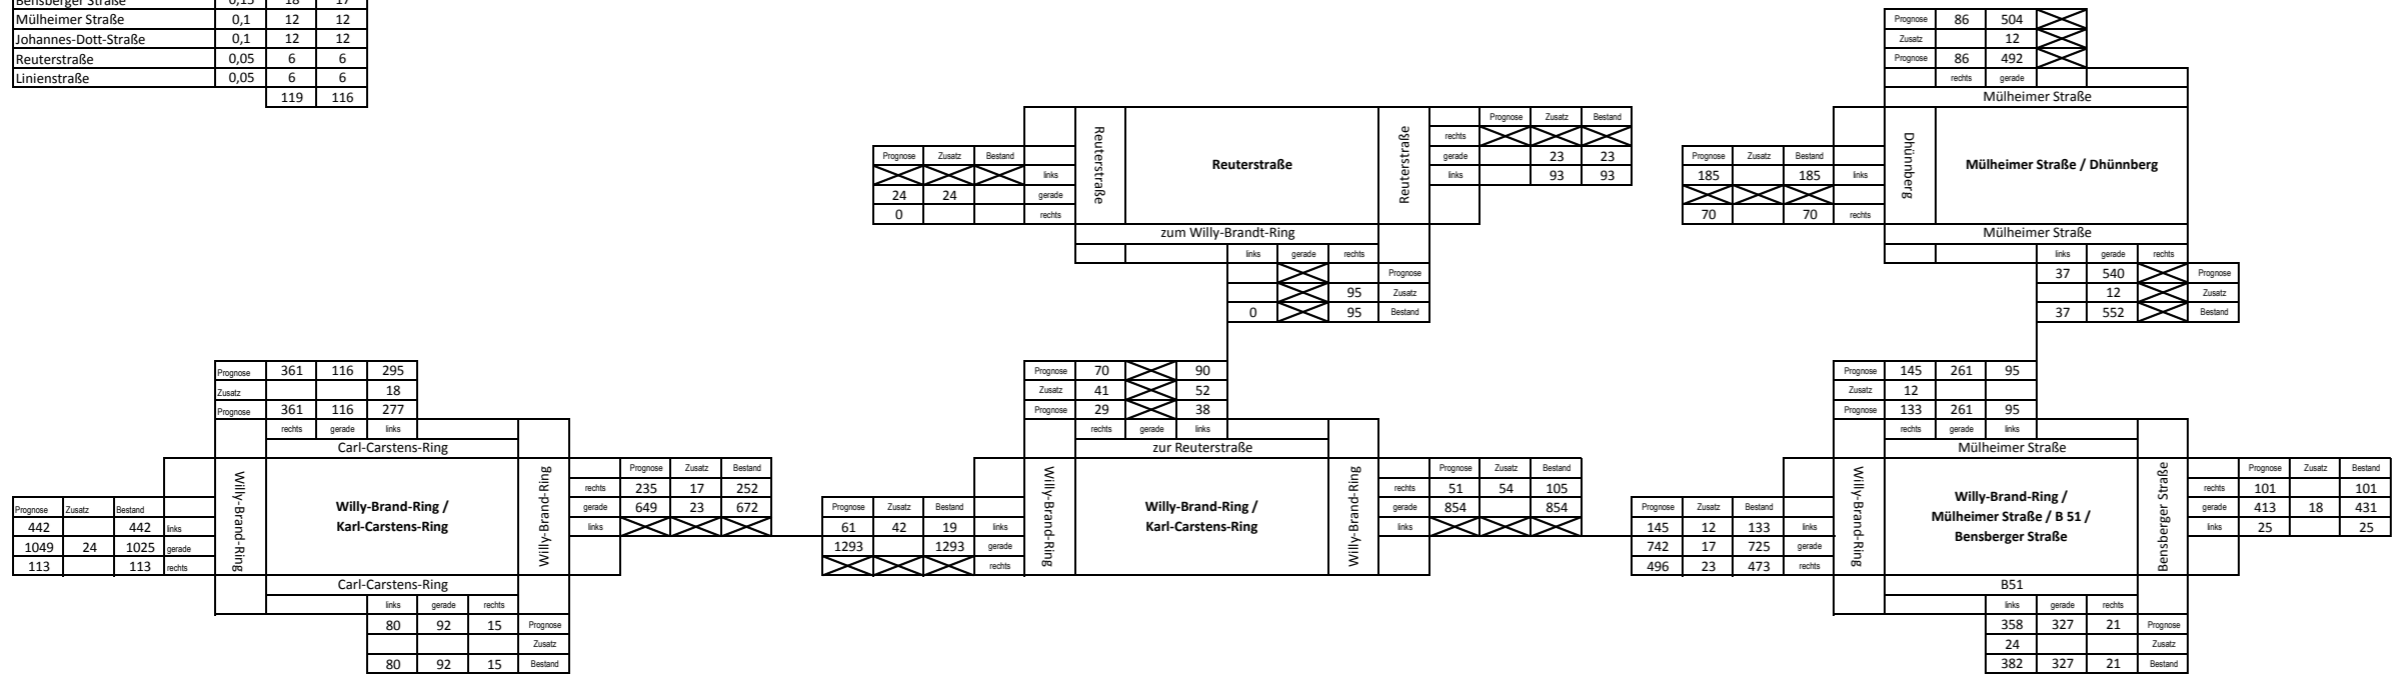 Bensberger Straße 0,15 18 17
Mülheimer Straße 0,1 12 12
Johannes-Dott-Straße 0,1 12 12
Reuterstraße 0,05 6 6
Linienstraße 0,05 6 6
119 116
Reuterstraße
Reuterstraße
Reuterstraße
Prognose Zusatz Bestand
links
24 24 gerade
0 rechts
Prognose Zusatz Bestand
rechts
gerade 23 23
links 93 93
zum Willy-Brandt-Ring
links gerade rechts
Prognose
95 Zusatz
0 95 Bestand
Prognose 86 504
Zusatz 12
Prognose 86 492
rechts gerade
Mülheimer Straße
Dhünnberg
Mülheimer Straße / Dhünnberg
Prognose Zusatz Bestand
185 185 links
70 70 rechts
Mülheimer Straße
links gerade rechts
37 540 Prognose
12 Zusatz
37 552 Bestand
Prognose 361 116 295
Zusatz 18
Prognose 361 116 277
rechts gerade links
Carl-Carstens-Ring
Willy-Brand-Ring
Willy-Brand-Ring /
Karl-Carstens-Ring
Willy-Brand-Ring
Prognose Zusatz Bestand
442 442 links
1049 24 1025 gerade
113 113 rechts
Prognose Zusatz Bestand
rechts 235 17 252
gerade 649 23 672
links
Carl-Carstens-Ring
links gerade rechts
80 92 15 Prognose
Zusatz
80 92 15 Bestand
Prognose 70 90
Zusatz 41 52
Prognose 29 38
rechts gerade links
zur Reuterstraße
Willy-Brand-Ring
Willy-Brand-Ring /
Karl-Carstens-Ring
Willy-Brand-Ring
Prognose Zusatz Bestand
61 42 19 links
1293 1293 gerade
rechts
Prognose Zusatz Bestand
rechts 51 54 105
gerade 854 854
links
Prognose 145 261 95
Zusatz 12
Prognose 133 261 95
rechts gerade links
Mülheimer Straße
Willy-Brand-Ring
Willy-Brand-Ring /
Mülheimer Straße / B 51 /
Bensberger Straße
Bensberger Straße
Prognose Zusatz Bestand
145 12 133 links
742 17 725 gerade
496 23 473 rechts
Prognose Zusatz Bestand
rechts 101 101
gerade 413 18 431
links 25 25
B51
links gerade rechts
358 327 21 Prognose
24 Zusatz
382 327 21 Bestand